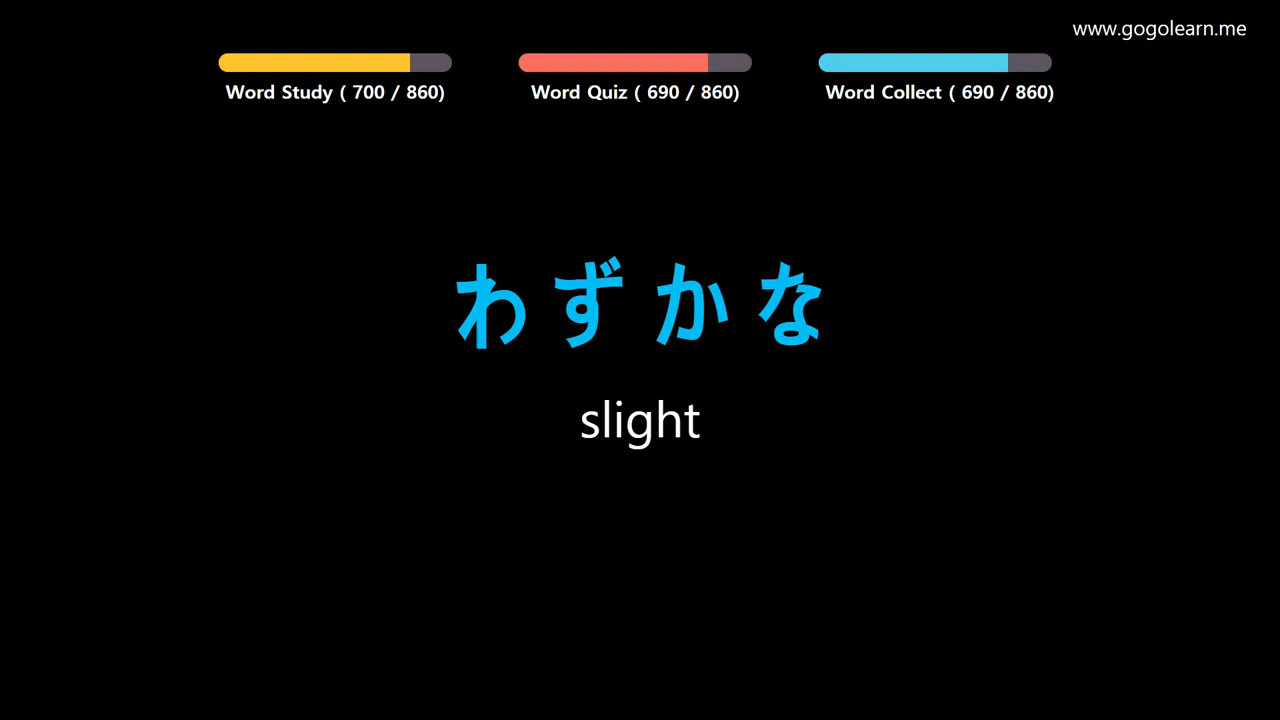 www.gogolearn.me
Word Study ( 700 / 860)
Word Quiz ( 690 / 860)
Word Collect ( 690 / 860)
わずかな
slight